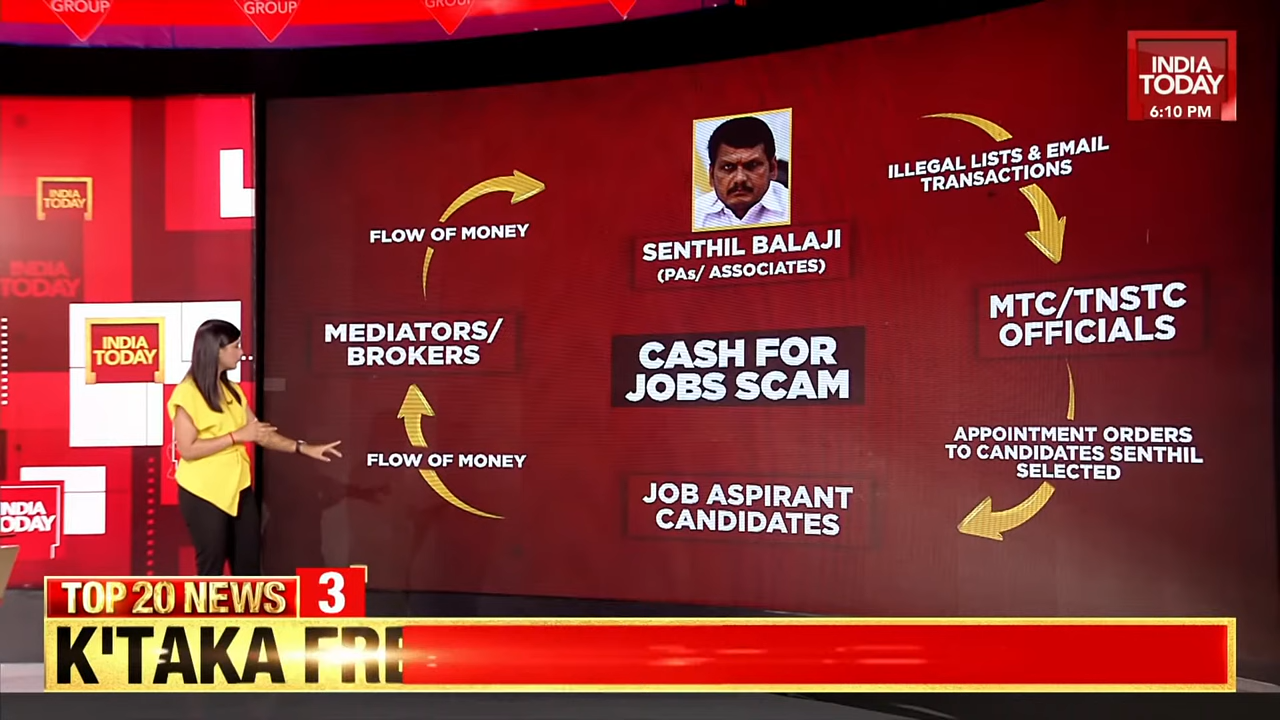 GROUP
GROUP
GROUP
INDIA
TODAY
6:10 PM
INDIA
TODAY
INDIA
TODAY
INDIA
TODAY
INDIA
TODAY
FLOW OF MONEY
MEDIATORS/
BROKERS
FLOW OF MONEY
SENTHIL BALAJI
(PAs/ ASSOCIATES)
CASH FOR
JOBS SCAM
JOB ASPIRANT
CANDIDATES
ILLEGAL LISTS & EMAIL
TRANSACTIONS
MTC/TNSTC
OFFICIALS
APPOINTMENT ORDERS
TO CANDIDATES SENTHIL
SELECTED
TOP 20 NEWS 3
K'TAKA FRE